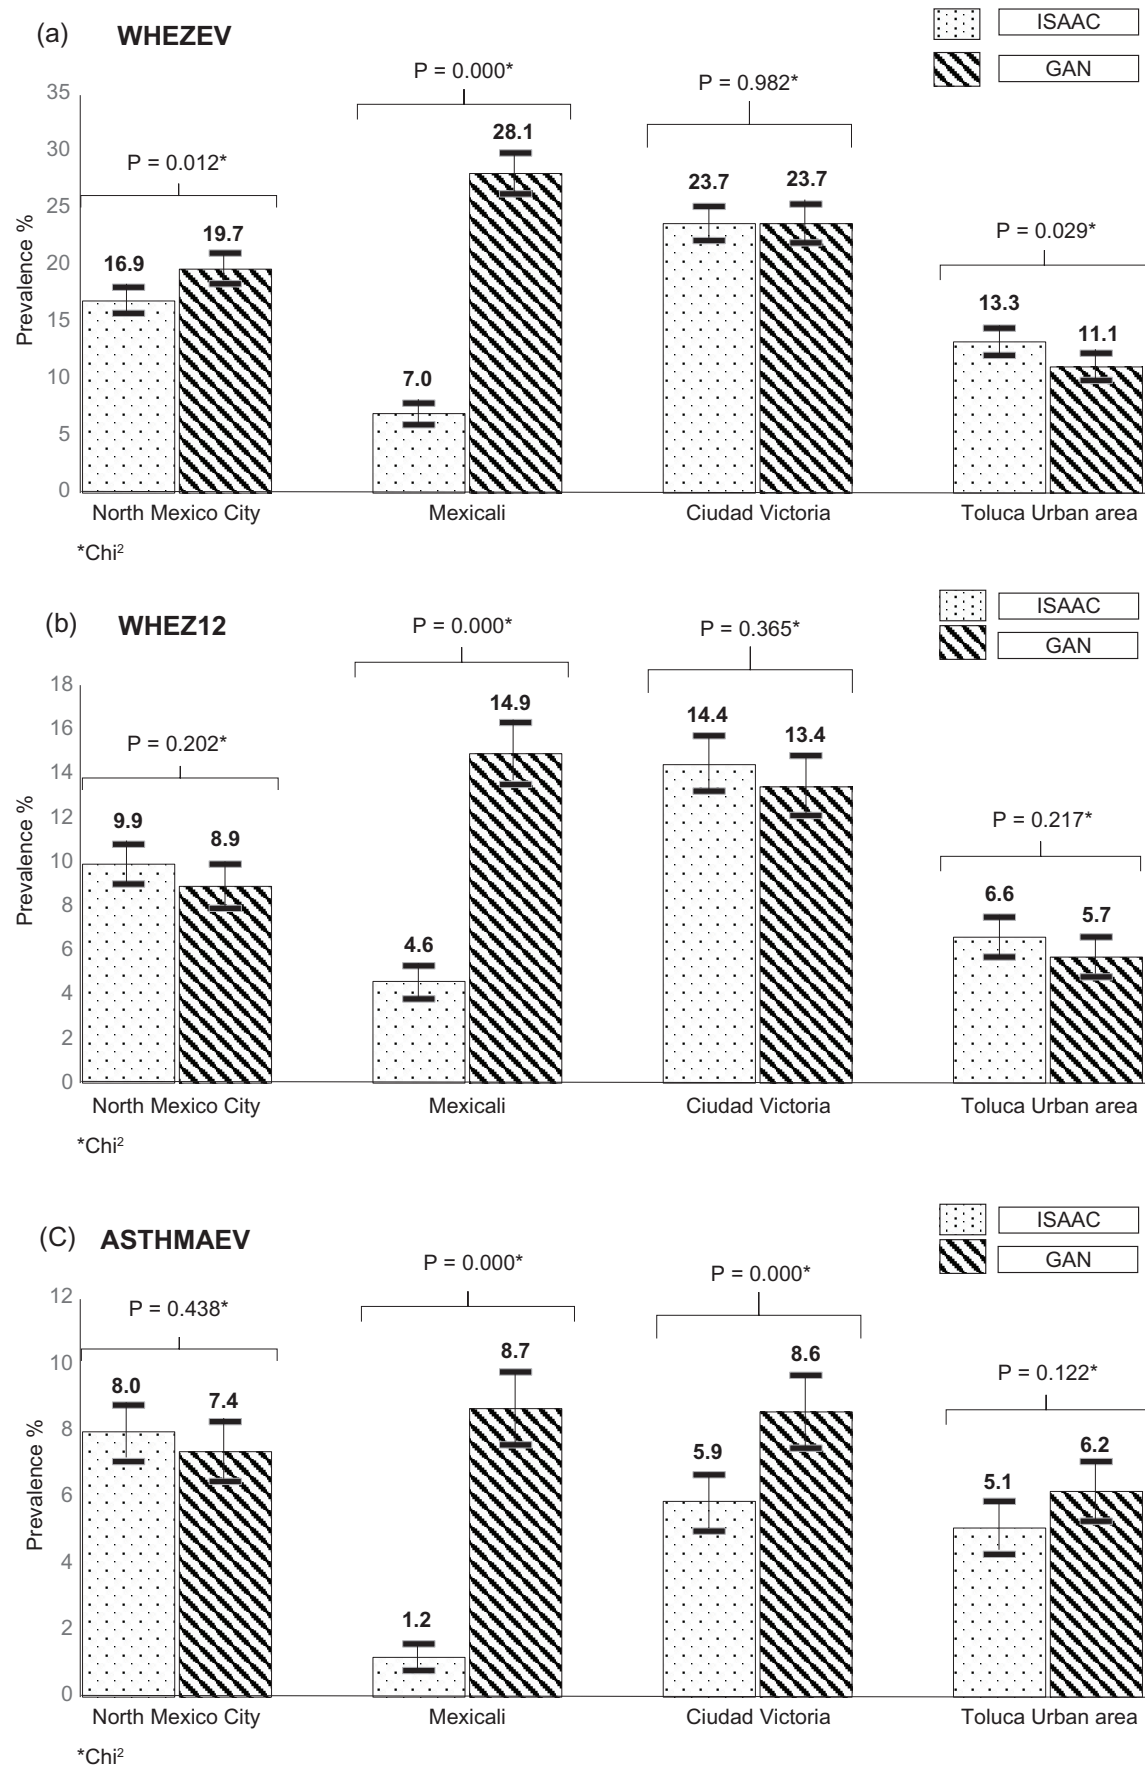 (a) WHEZEV
ISAAC
GAN
P = 0.000*
P = 0.982*
P = 0.012*
P = 0.029*
Prevalence %
35
30
25
20
15
10
5
0
16.9
19.7
7.0
28.1
23.7
23.7
13.3
11.1
North Mexico City
Mexicali
Ciudad Victoria
Toluca Urban area
*Chi²
(b) WHEZ12
ISAAC
GAN
P = 0.000*
P = 0.365*
P = 0.202*
P = 0.217*
Prevalence %
18
16
14
12
10
8
6
4
2
0
9.9
8.9
4.6
14.9
14.4
13.4
6.6
5.7
North Mexico City
Mexicali
Ciudad Victoria
Toluca Urban area
*Chi²
(C) ASTHMAEV
ISAAC
GAN
P = 0.438*
P = 0.000*
P = 0.000*
P = 0.122*
Prevalence %
12
10
8
6
4
2
0
8.0
7.4
1.2
8.7
5.9
8.6
5.1
6.2
North Mexico City
Mexicali
Ciudad Victoria
Toluca Urban area
*Chi²